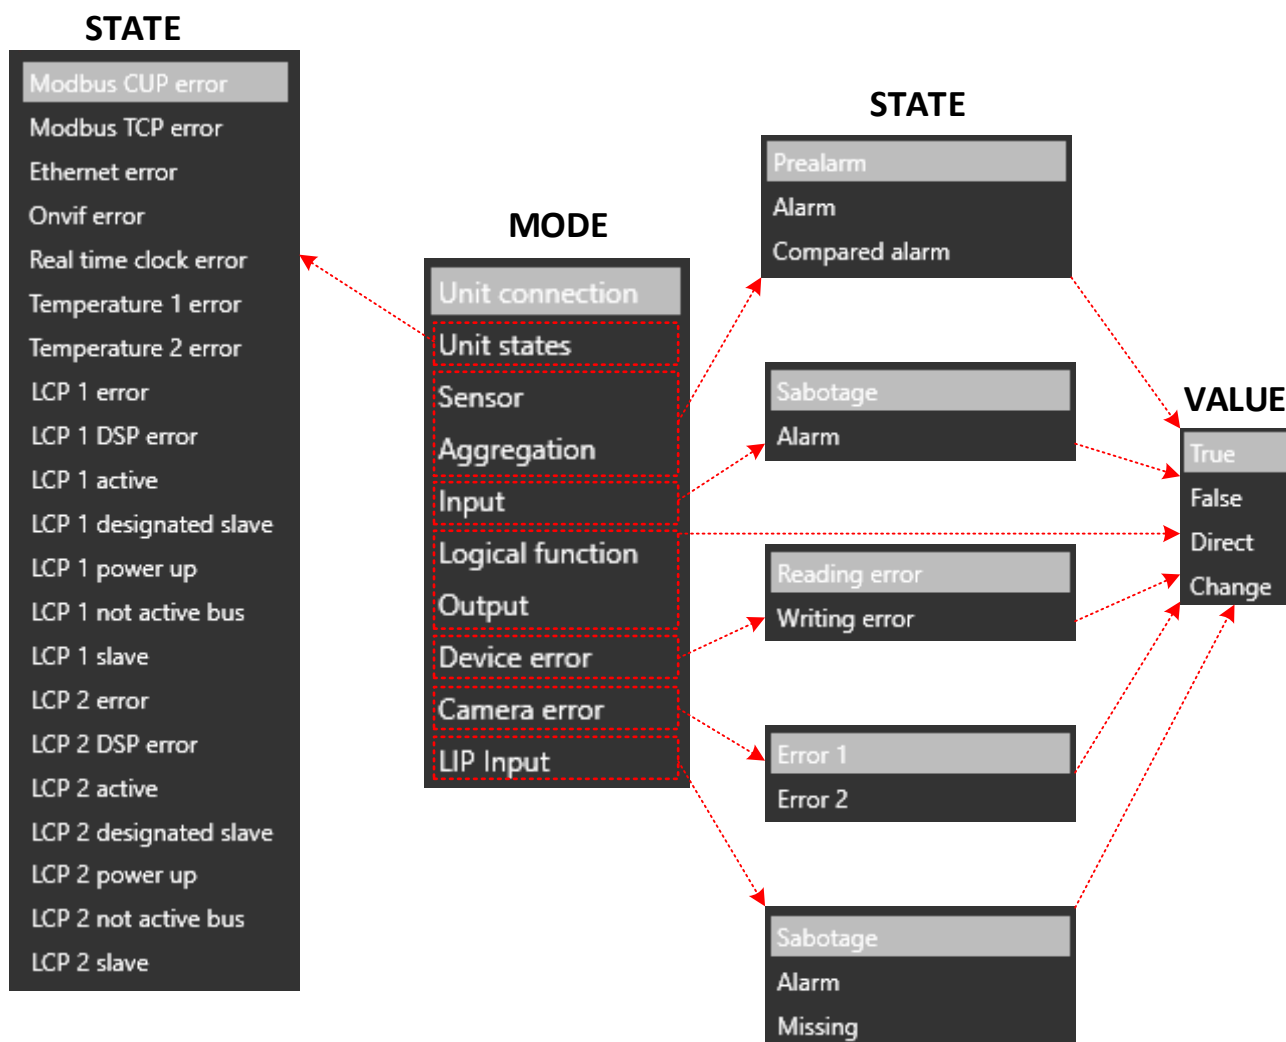 STATE
Modbus CUP error
Modbus TCP error
Ethernet error
Onvif error
Real time clock error
Temperature 1 error
Temperature 2 error
LCP 1 error
LCP 1 DSP error
LCP 1 active
LCP 1 designated slave
LCP 1 power up
LCP 1 not active bus
LCP 1 slave
LCP 2 error
LCP 2 DSP error
LCP 2 active
LCP 2 designated slave
LCP 2 power up
LCP 2 not active bus
LCP 2 slave
MODE
Unit connection
Unit states
Sensor
Aggregation
Input
Logical function
Output
Device error
Camera error
LIP Input
STATE
Prealarm
Alarm
Compared alarm
Sabotage
Alarm
Reading error
Writing error
Error 1
Error 2
Sabotage
Alarm
Missing
VALUE
True
False
Direct
Change